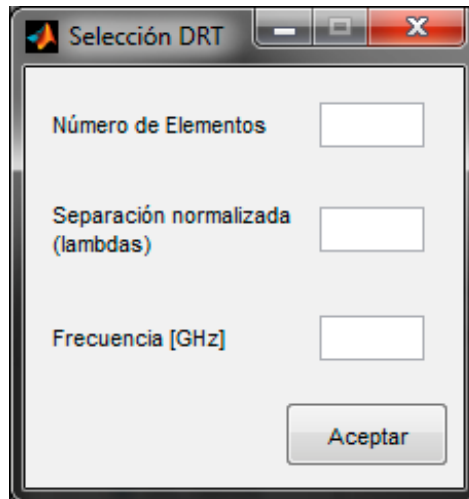 Selección DRT
Número de Elementos
Separación normalizada
(lambdas)
Frecuencia [GHz]
Aceptar